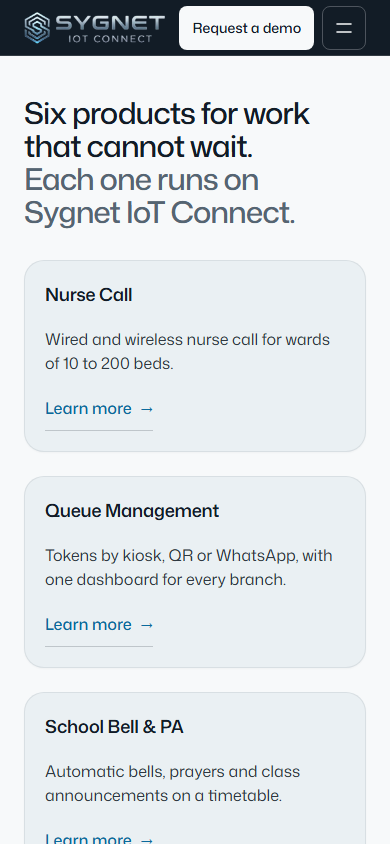 SYGNET
IOT CONNECT
Request a demo
Six products for work
that cannot wait.
Each one runs on
Sygnet IoT Connect.
Nurse Call
Wired and wireless nurse call for wards
of 10 to 200 beds.
Learn more →
Queue Management
Tokens by kiosk, QR or WhatsApp, with
one dashboard for every branch.
Learn more →
School Bell & PA
Automatic bells, prayers and class
announcements on a timetable.
Learn more →